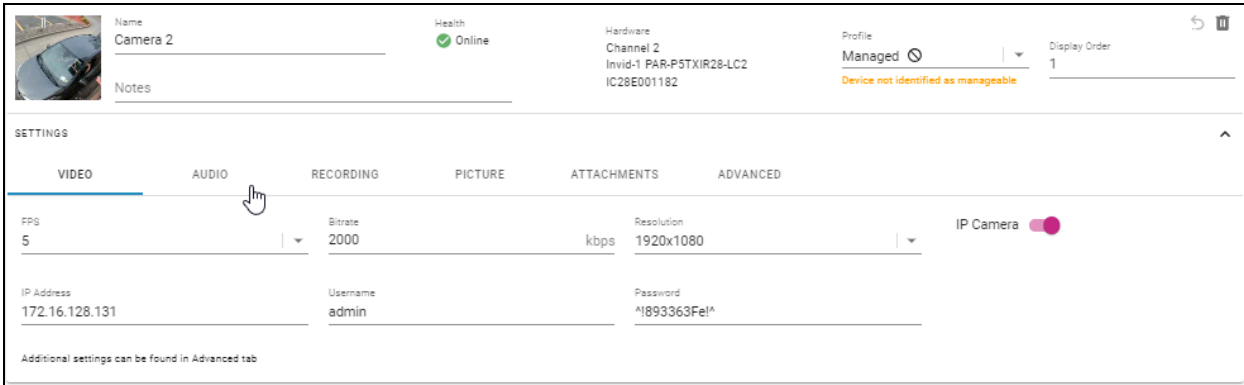 Name
Camera 2
Notes
Health
Online
Hardware
Channel 2
Invid-1 PAR-P5TXIR28-LC2
IC28E001182
Profile
Managed
Device not identified as manageable
Display Order
1
SETTINGS
VIDEO AUDIO RECORDING PICTURE ATTACHMENTS ADVANCED
FPS
5
Bitrate
2000 kbps
Resolution
1920x1080
IP Camera
IP Address
172.16.128.131
Username
admin
Password
^!893363Fe!^
Additional settings can be found in Advanced tab